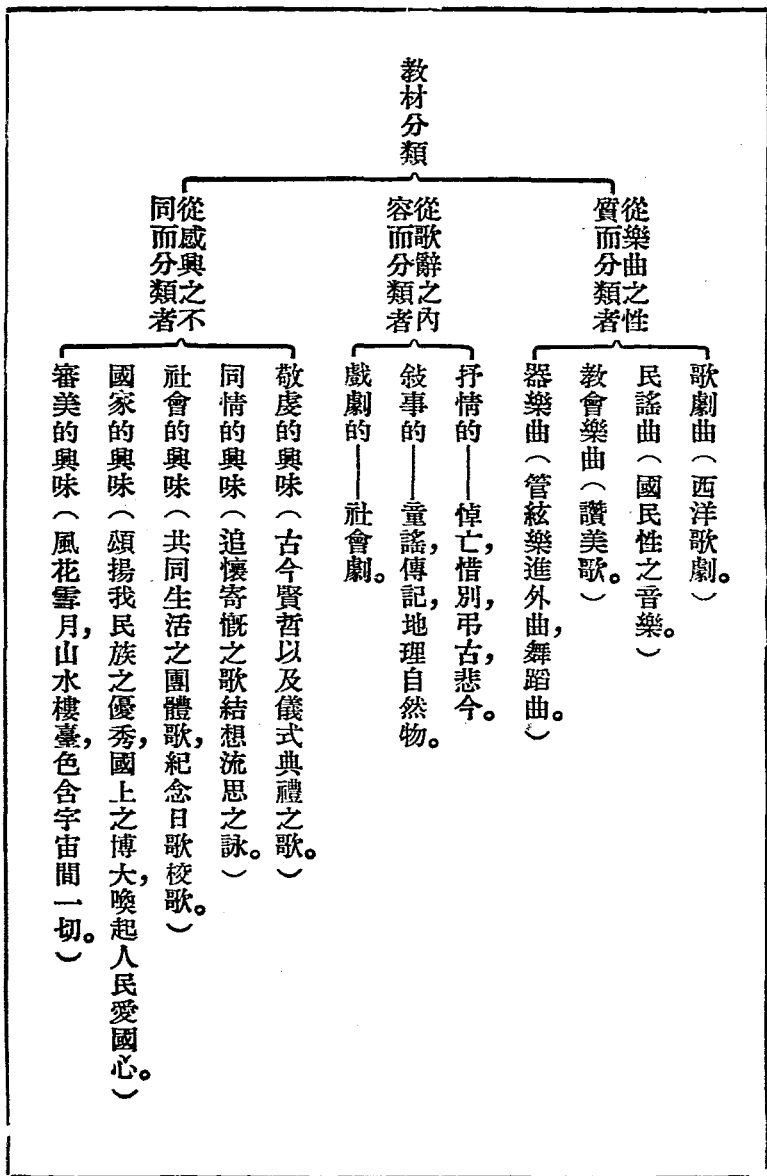 教材分類
從樂曲之性
質而分類者
歌劇曲（西洋歌劇。）
民謠曲（國民性之音樂。）
教會樂曲（讚美歌。）
器樂曲（管絃樂進外曲，舞蹈曲。）
從歌辭之內
容而分類者
抒情的——悼亡，惜別，弔古，悲今。
敍事的——童謠，傳記，地理自然物。
戲劇的——社會劇。
從感興之不
同而分類者
敬虔的興味（古今賢哲以及儀式典禮之歌。）
同情的興味（追懷寄慨之歌結想流思之詠。）
社會的興味（共同生活之團體歌，紀念日歌校歌。）
國家的興味（頌揚我民族之優秀，國上之博大，喚起人民愛國心。）
審美的興味（風花雪月，山水樓臺，色含字宙間一切。）